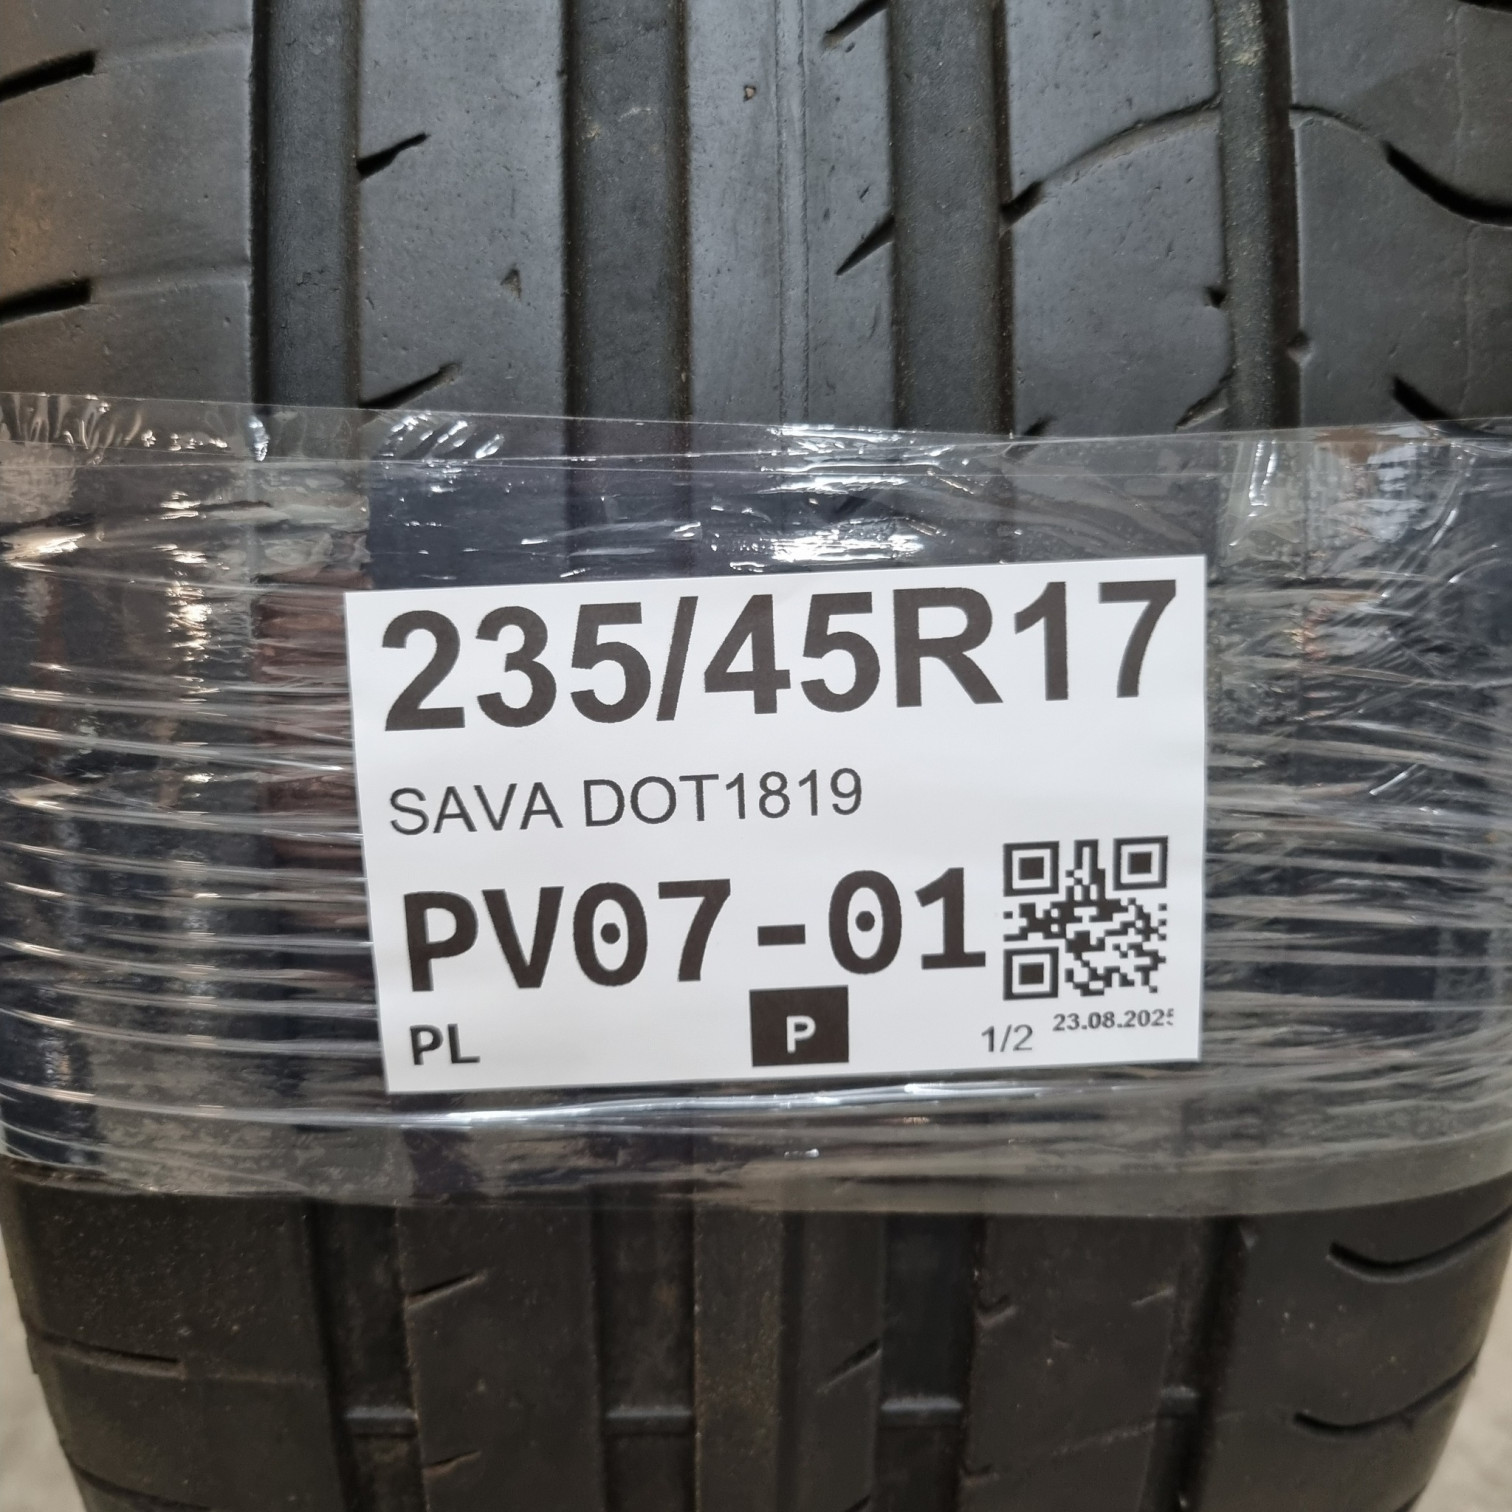 235/45R17
SAVA DOT1819
PV07-01
PL
P
1/2
23.08.2025